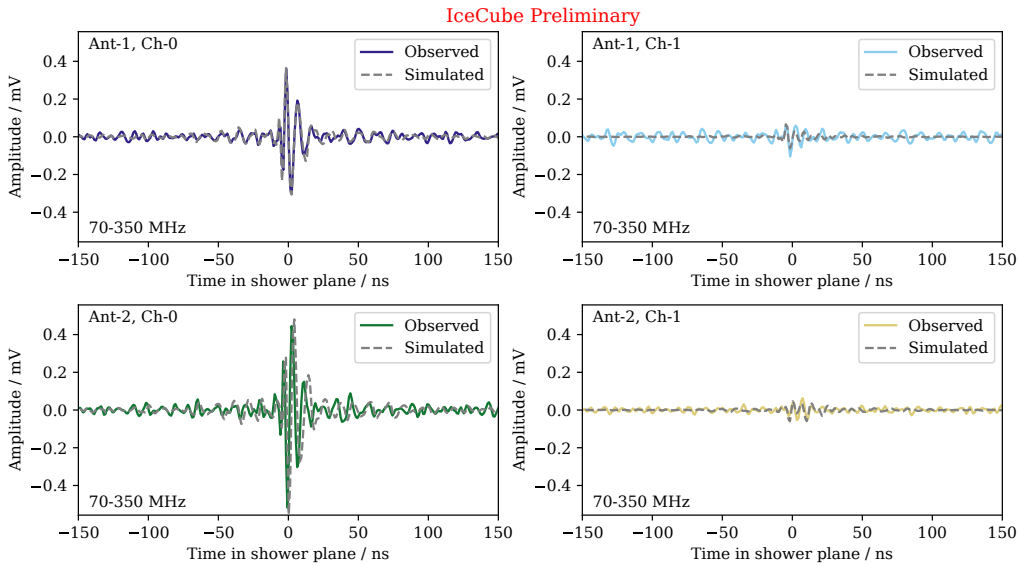 IceCube Preliminary
Ant-1, Ch-0
Observed
Simulated
0.4
0.2
0.0
−0.2
−0.4
Amplitude / mV
70-350 MHz
−150 −100 −50 0 50 100 150
Time in shower plane / ns
Ant-1, Ch-1
Observed
Simulated
0.4
0.2
0.0
−0.2
−0.4
Amplitude / mV
70-350 MHz
−150 −100 −50 0 50 100 150
Time in shower plane / ns
Ant-2, Ch-0
Observed
Simulated
0.4
0.2
0.0
−0.2
−0.4
Amplitude / mV
70-350 MHz
−150 −100 −50 0 50 100 150
Time in shower plane / ns
Ant-2, Ch-1
Observed
Simulated
0.4
0.2
0.0
−0.2
−0.4
Amplitude / mV
70-350 MHz
−150 −100 −50 0 50 100 150
Time in shower plane / ns